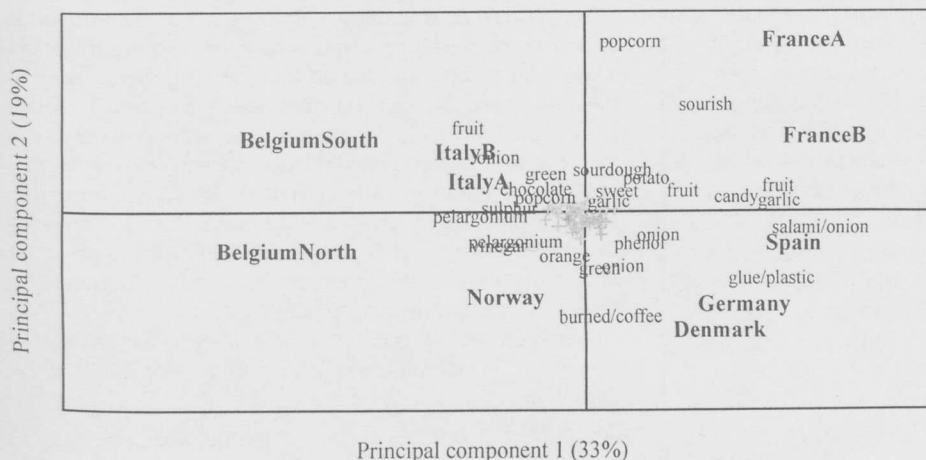 popcorn
FranceA
sourish
fruit
FranceB
BelgiumSouth
ItalyB
onion
sourdough
green
potato
ItalyA
chocolate
sweet
fruit
fruit
popcorn
garlic
candy
garlic
sulphur
pelargonium
salami/onion
onion
pelargonium
phenol
Spain
vinegar
BelgiumNorth
orange
green
onion
glue/plastic
Norway
Germany
burned/coffee
Denmark
Principal component 2 (19%)
Principal component 1 (33%)